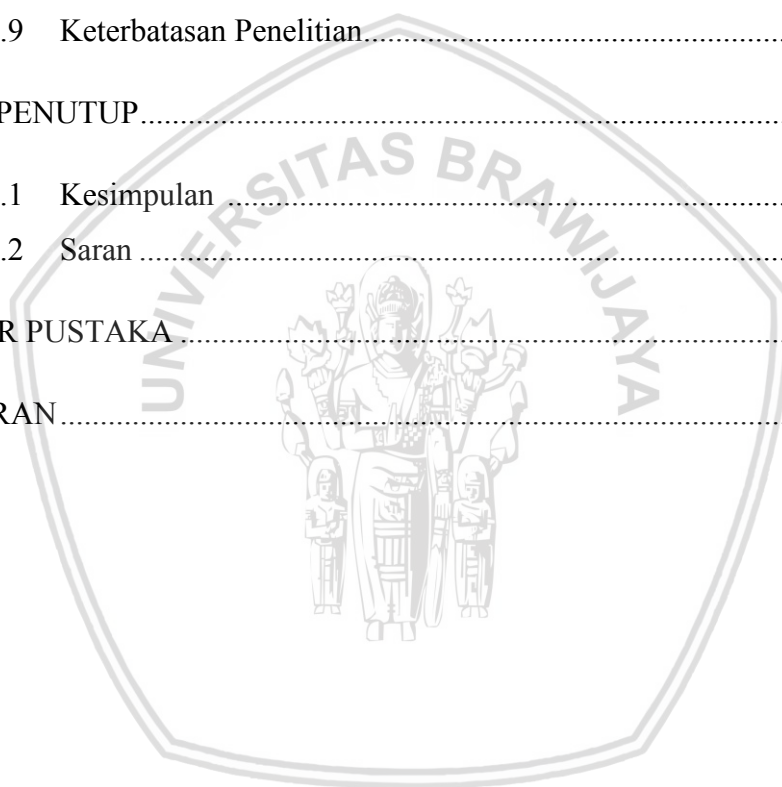 .9 Keterbatasan Penelitian
PENUTUP
.1 Kesimpulan
.2 Saran
R PUSTAKA
RAN
UNIVERSITAS BRAWIJAYA